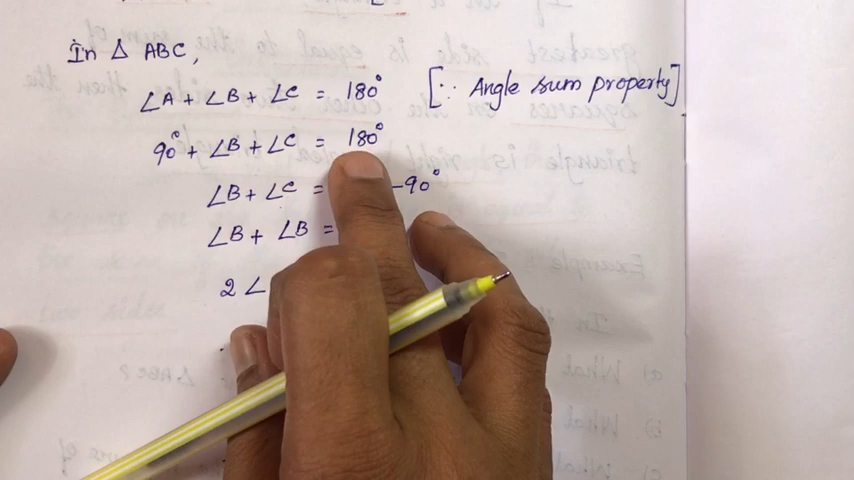 In Δ ABC,
∠A + ∠B + ∠C = 180° [∵ Angle sum property]
90° + ∠B + ∠C = 180°
∠B + ∠C = -90°
∠B + ∠B =
2 ∠